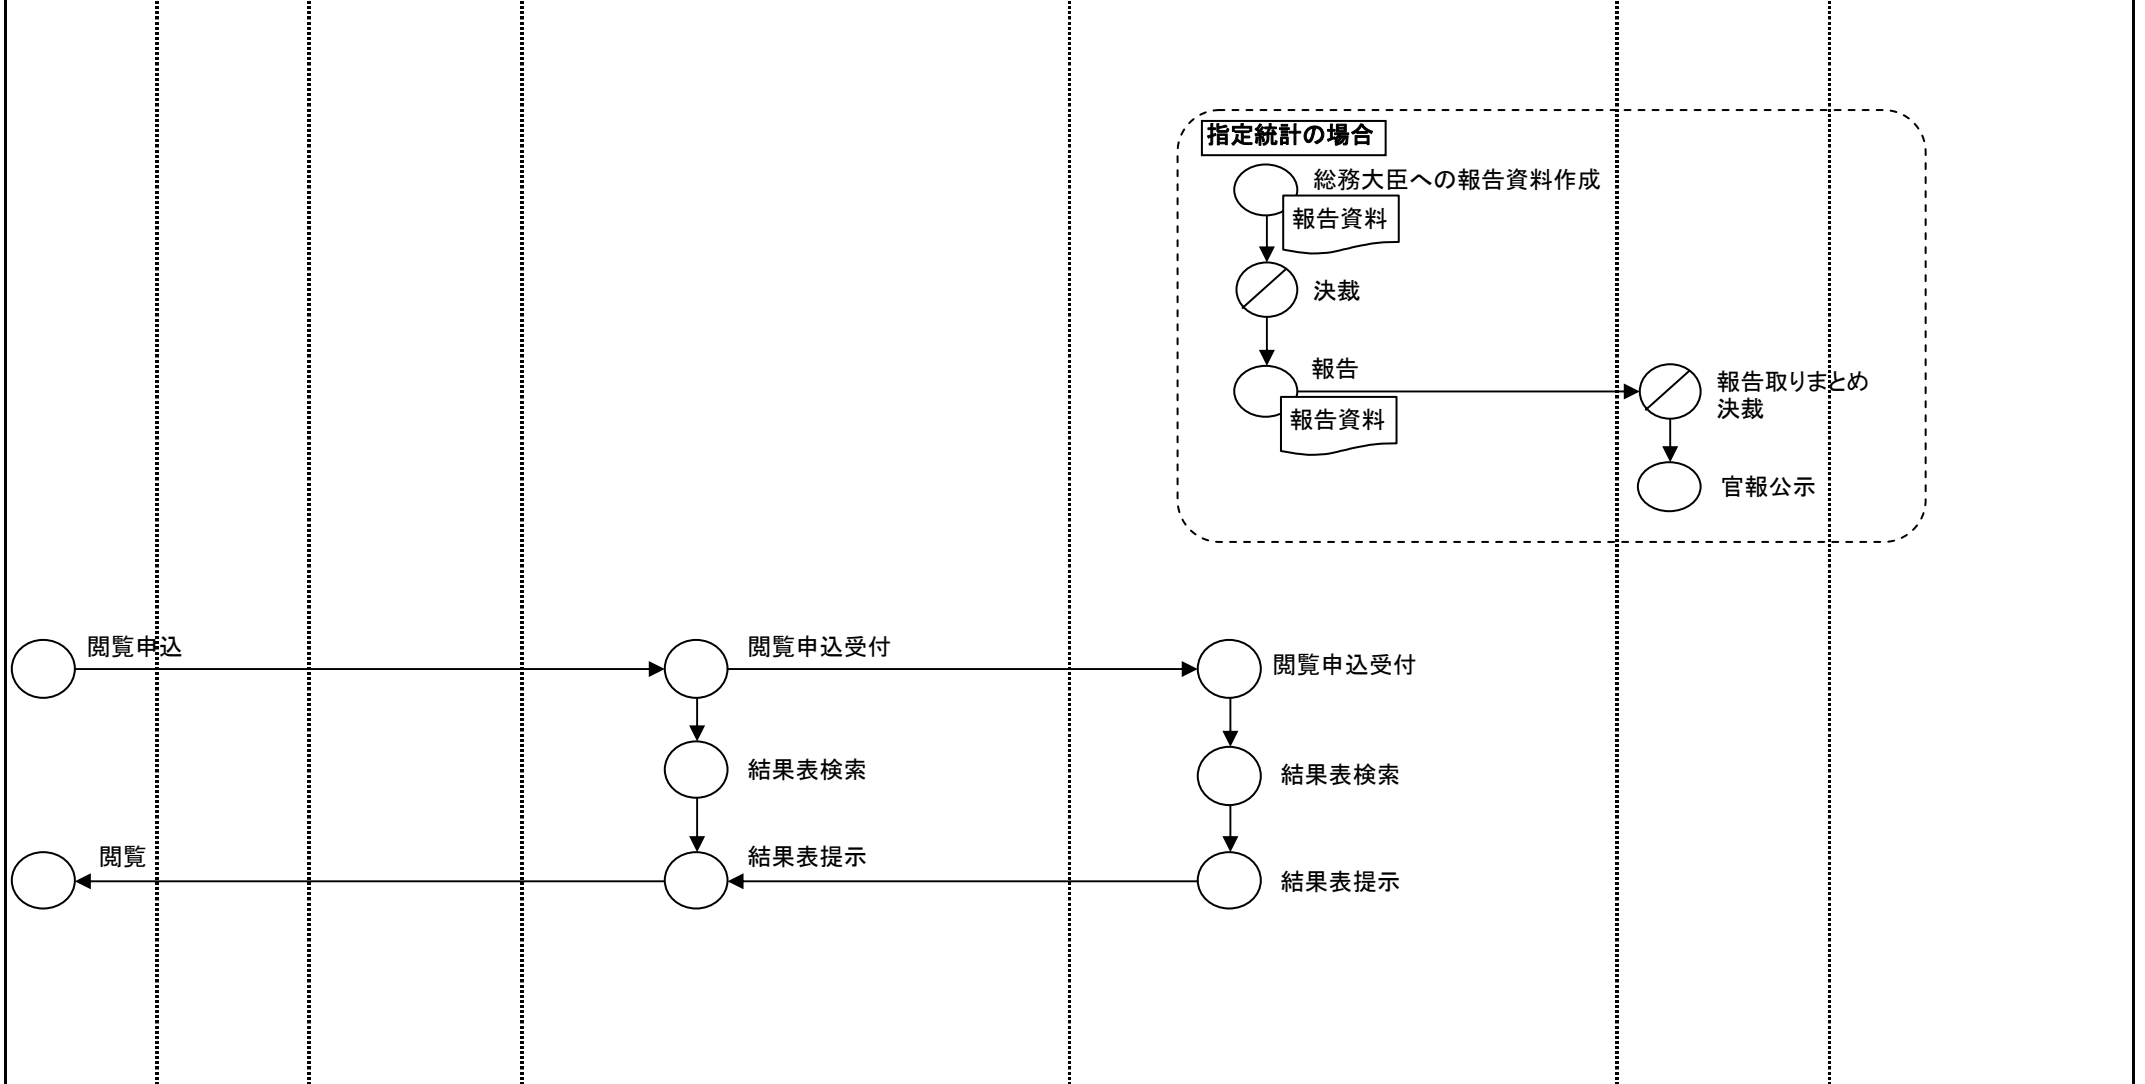 指定統計の場合
総務大臣への報告資料作成
報告資料
決裁
報告
報告資料
報告取りまとめ
決裁
官報公示
閲覧申込
閲覧申込受付
閲覧申込受付
結果表検索
結果表検索
閲覧
結果表提示
結果表提示